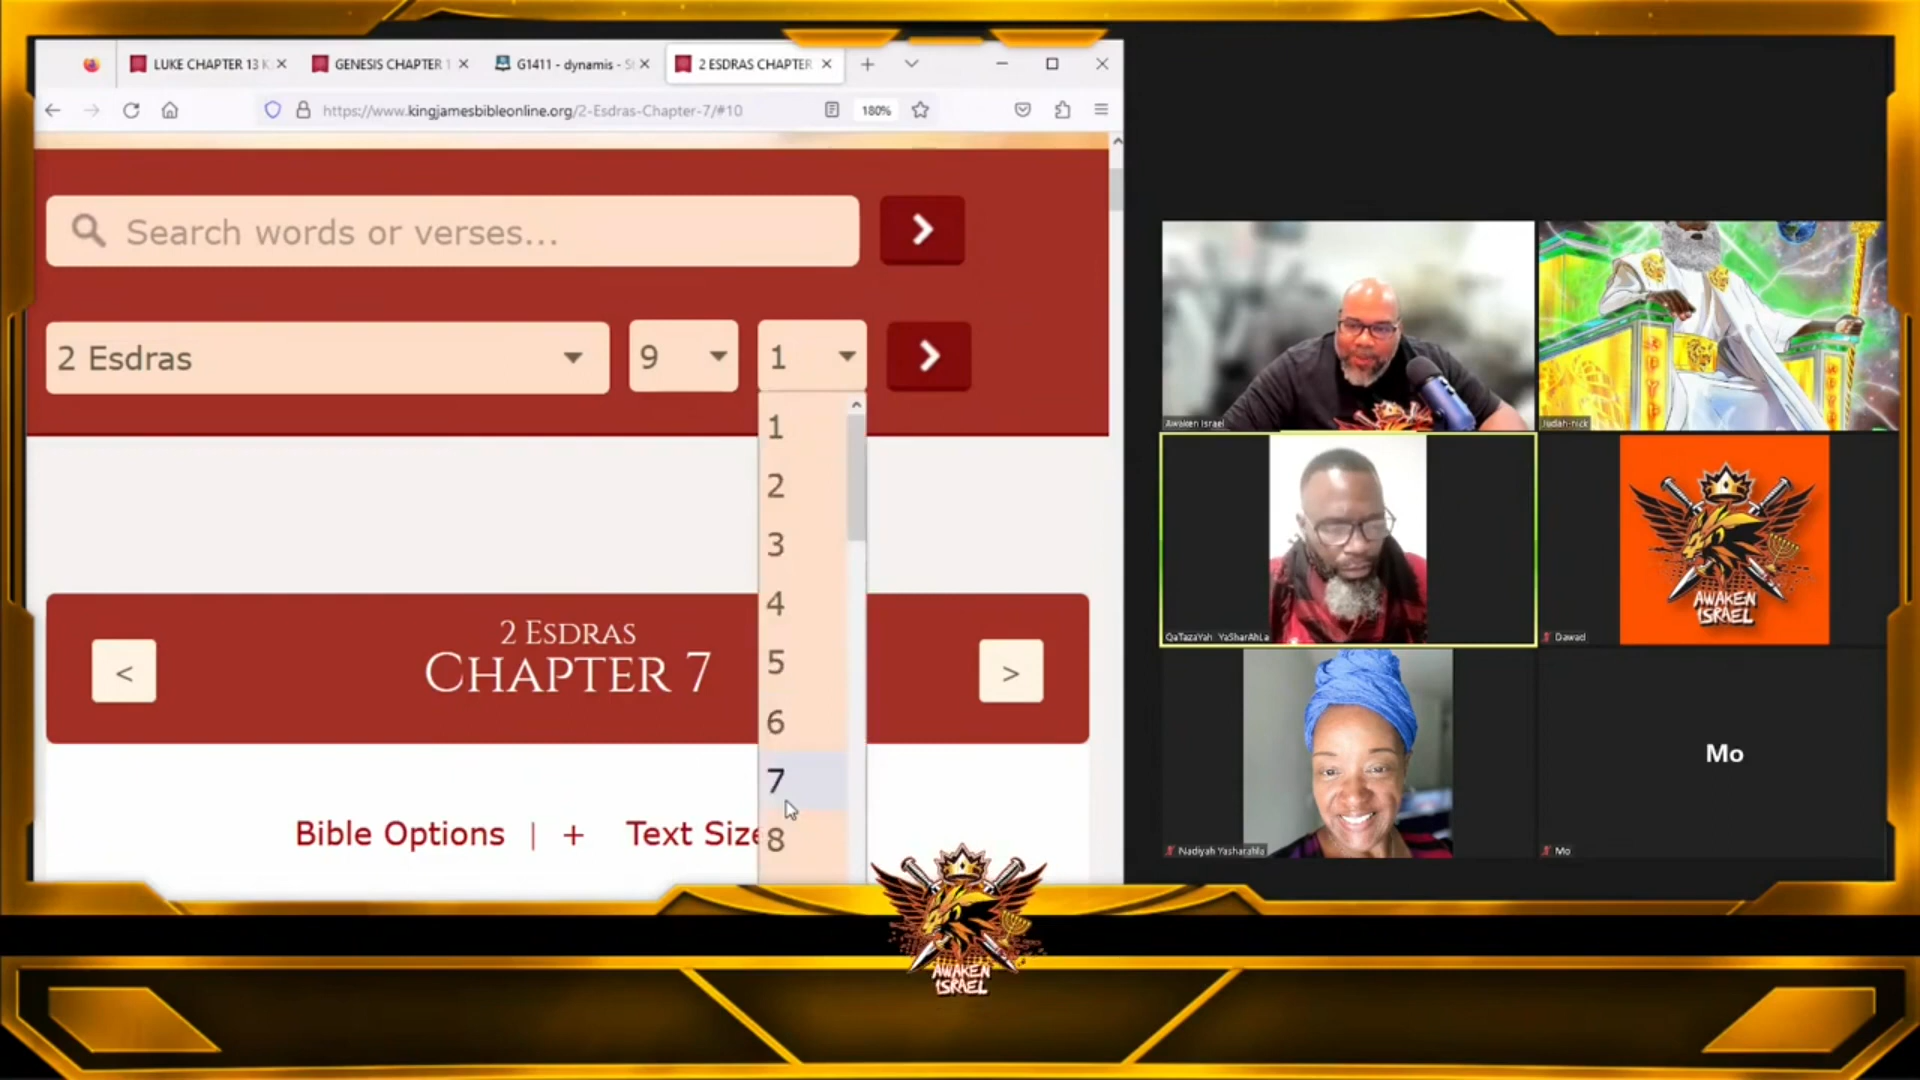 LUKE CHAPTER 13 K
GENESIS CHAPTER 1
G1411 - dynamis - St
2 ESDRAS CHAPTER
https://www.kingjamesbibleonline.org/2-Esdras-Chapter-7/#10
180%
Search words or verses...
2 Esdras
9
1
1
2
3
4
5
6
7
8
2 ESDRAS
CHAPTER 7
<
>
Bible Options | + Text Size
Awaken Israel
Judah-nick
QaTazaYah YaSharAhLa
AWAKEN
ISRAEL
Dawad
Nadiyah Yasharahla
Mo
Mo
AWAKEN
ISRAEL